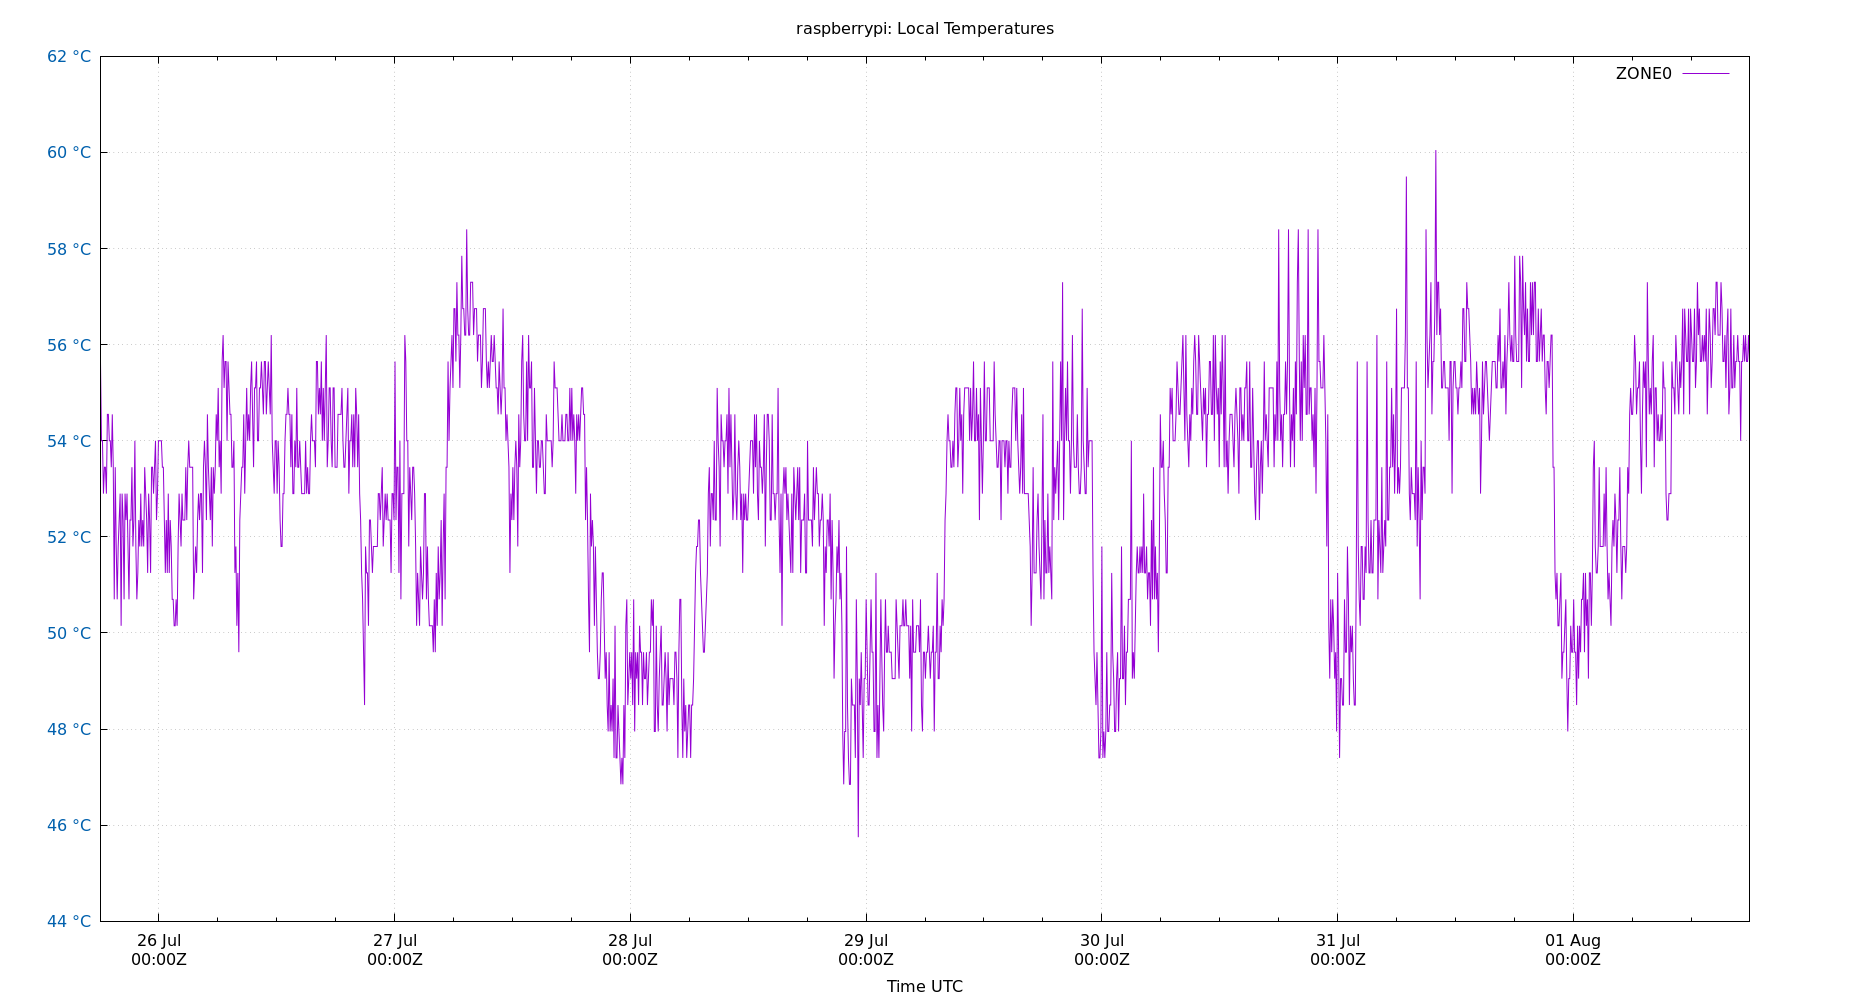 raspberrypi: Local Temperatures
62 °C
ZONE0
60 °C
58 °C
56 °C
54 °C
52 °C
50 °C
48 °C
46 °C
44 °C
26 Jul 27 Jul 28 Jul 29 Jul 30 Jul 31 Jul 01 Aug
00:00Z 00:00Z 00:00Z 00:00Z 00:00Z 00:00Z 00:00Z
Time UTC